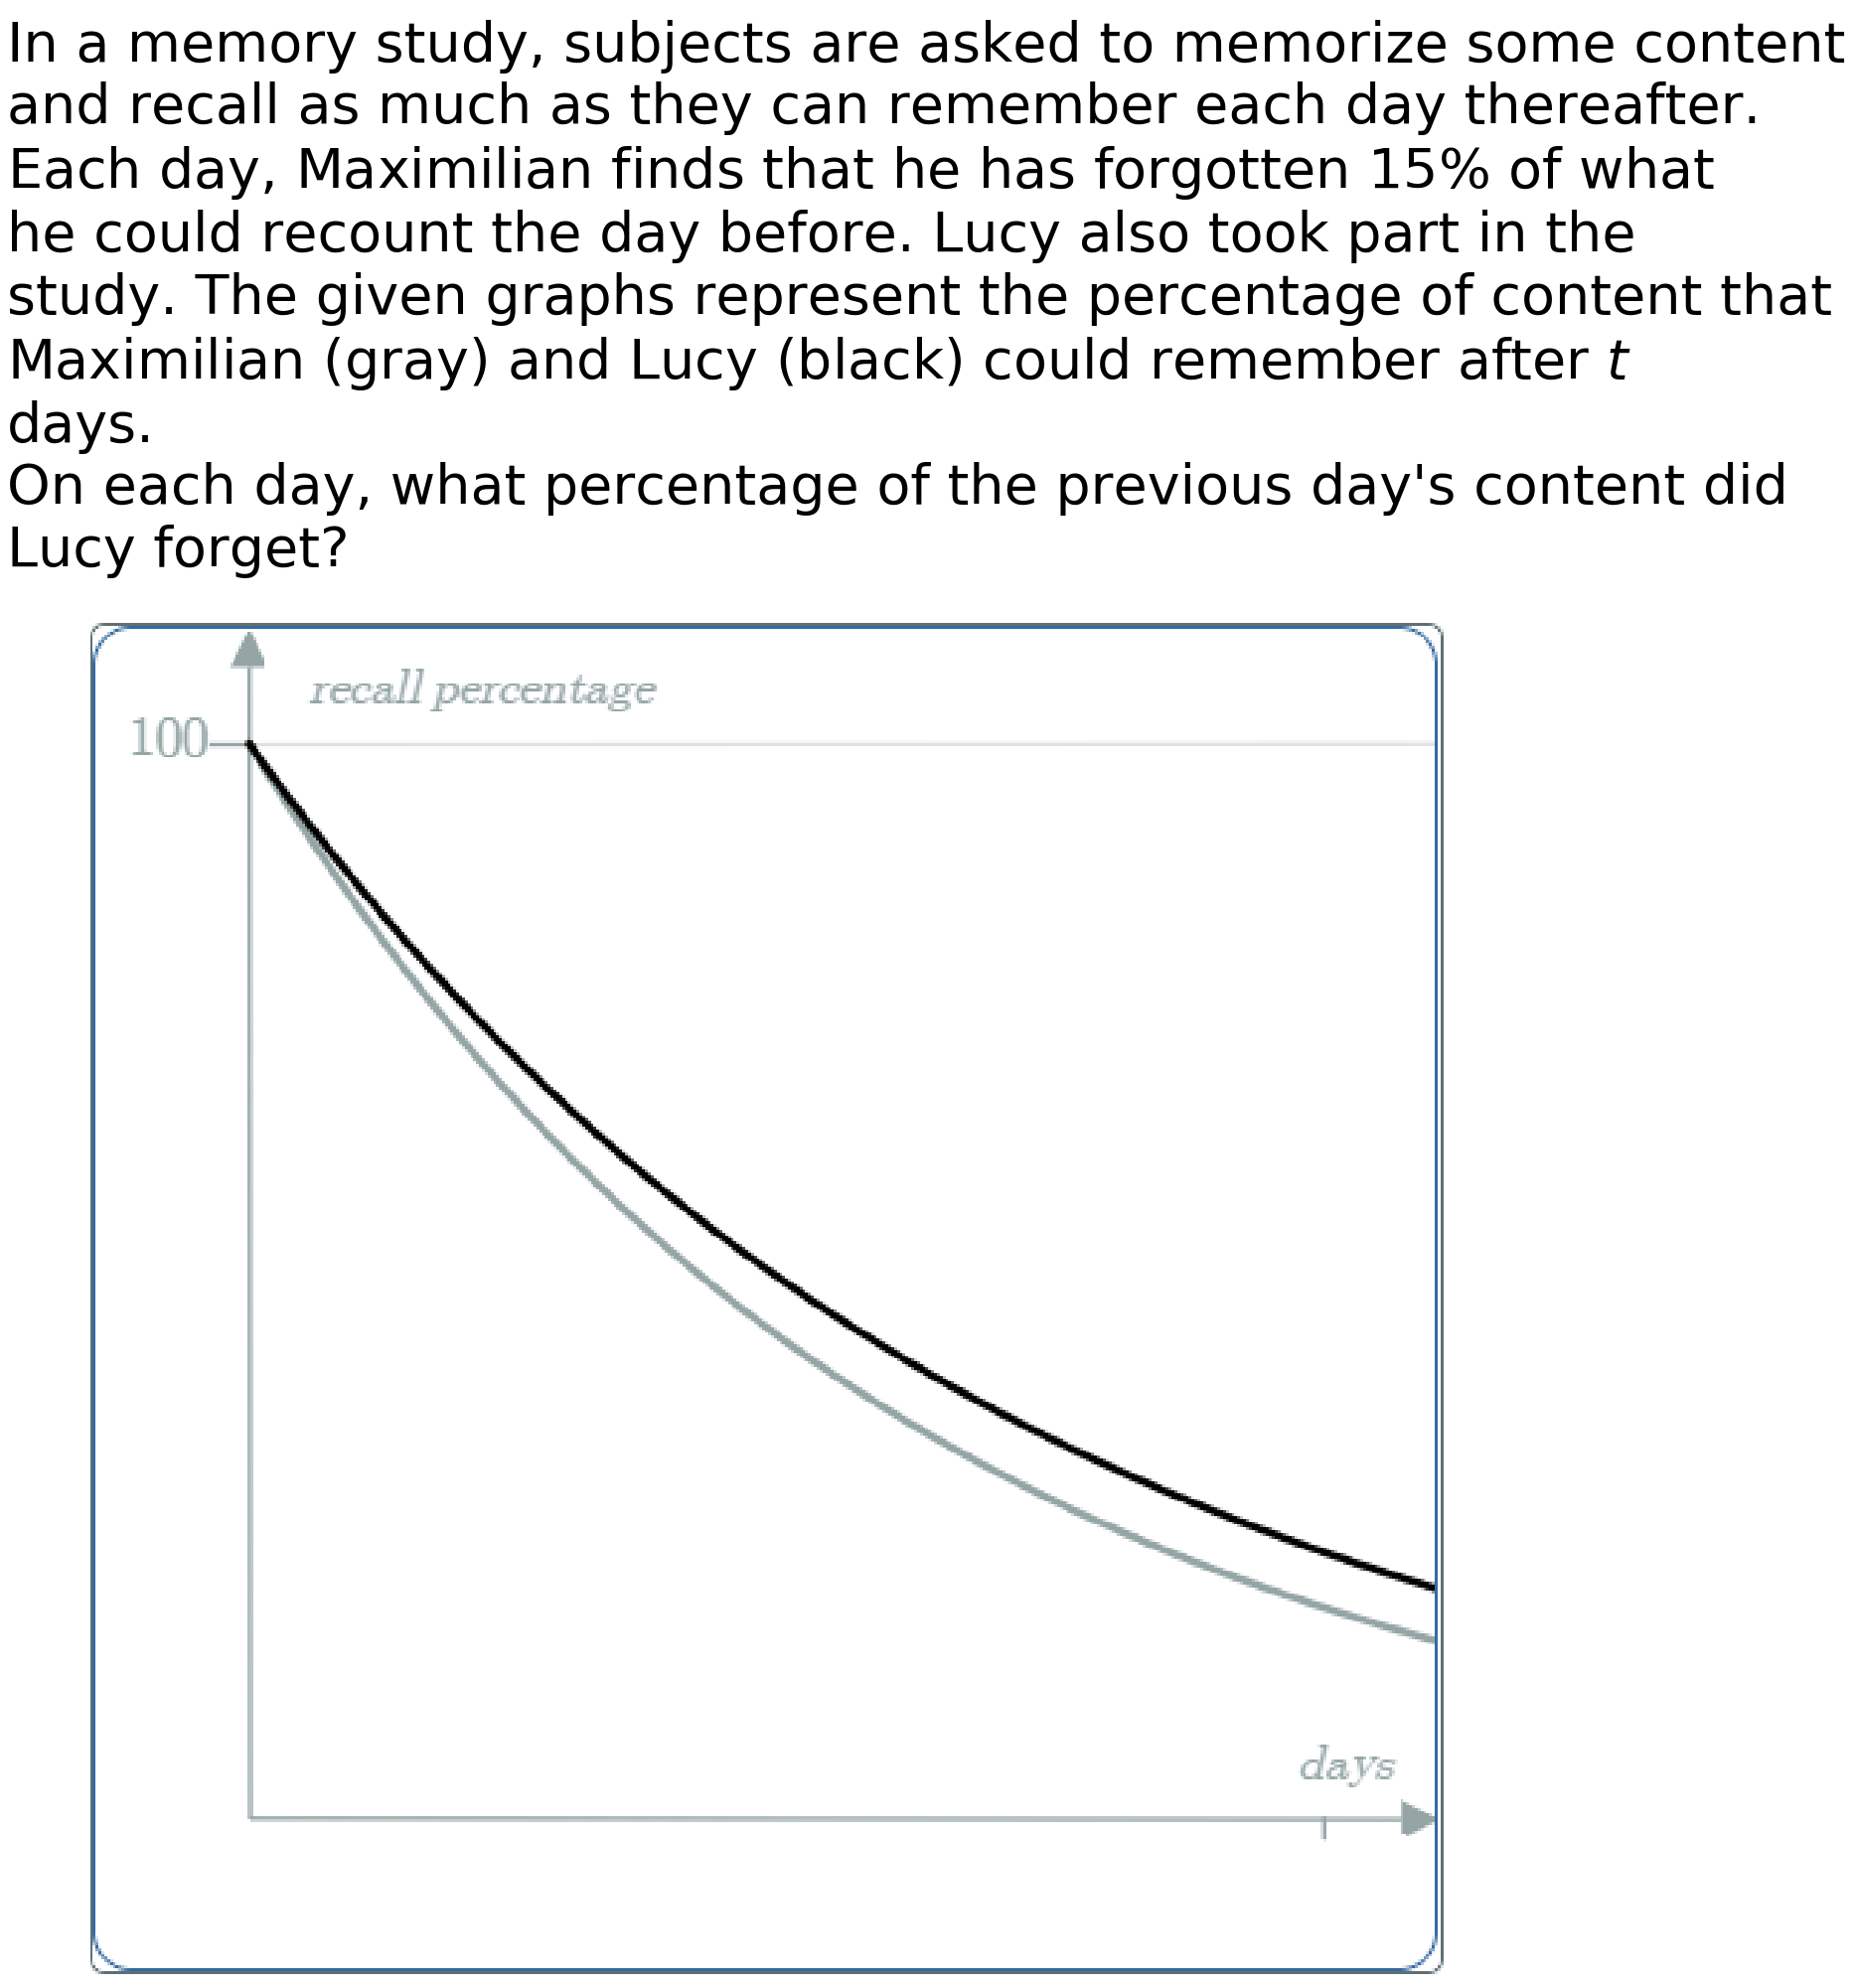 In a memory study, subjects are asked to memorize some content
and recall as much as they can remember each day thereafter.
Each day, Maximilian finds that he has forgotten 15% of what
he could recount the day before. Lucy also took part in the
study. The given graphs represent the percentage of content that
Maximilian (gray) and Lucy (black) could remember after t
days.
On each day, what percentage of the previous day's content did
Lucy forget?
recall percentage
100
days